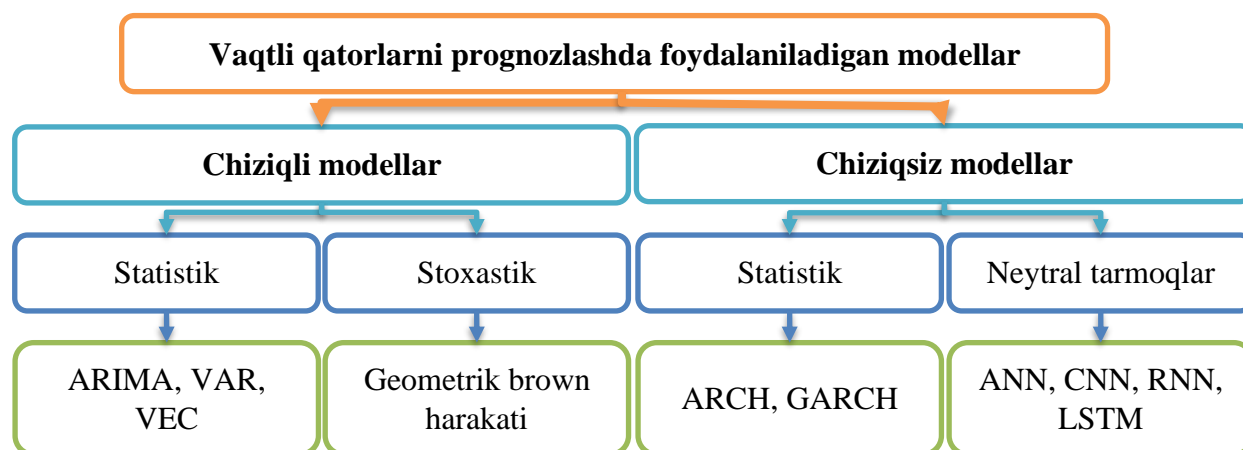 Vaqtli qatorlarni prognozlashda foydalaniladigan modellar
Chiziqli modellar
Chiziqsiz modellar
Statistik
Stoxastik
Statistik
Neytral tarmoqlar
ARIMA, VAR,
VEC
Geometrik brown
harakati
ARCH, GARCH
ANN, CNN, RNN,
LSTM